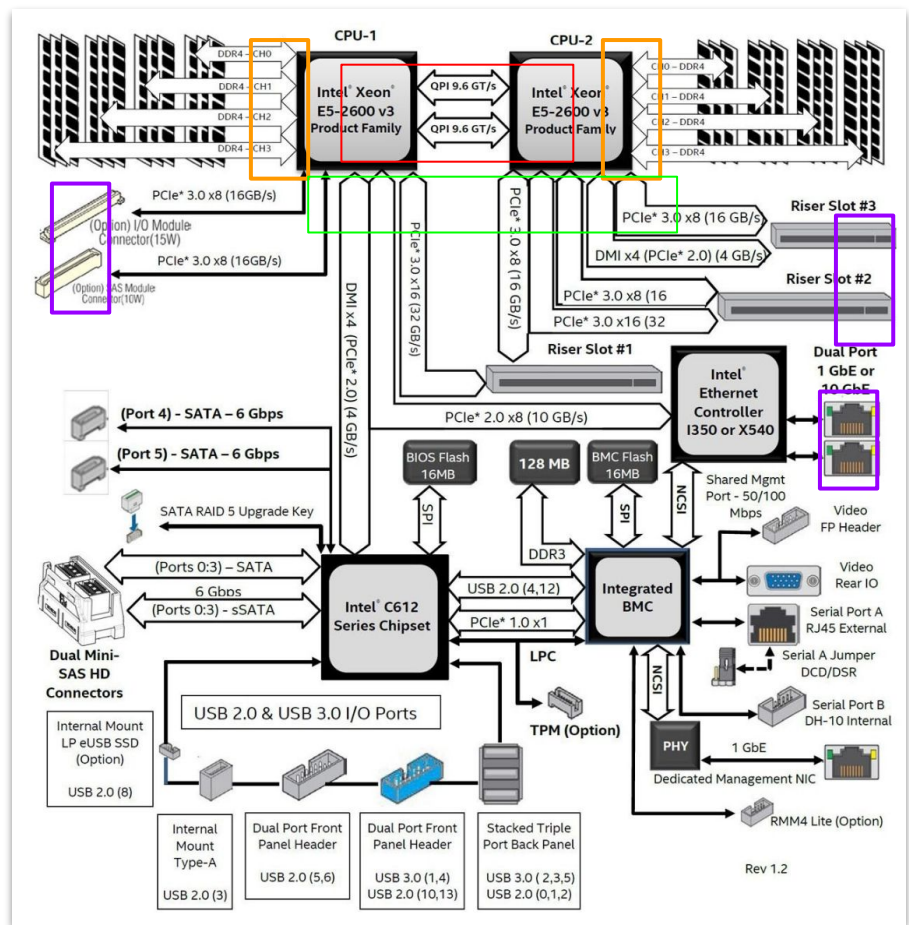 CPU-1
CPU-2
DDR4 – CH0
DDR4 – CH1
DDR4 – CH2
DDR4 – CH3
Intel® Xeon®
E5-2600 v3
Product Family
QPI 9.6 GT/s
QPI 9.6 GT/s
Intel® Xeon®
E5-2600 v3
Product Family
CH0 – DDR4
CH1 – DDR4
CH2 – DDR4
CH3 – DDR4
PCIe* 3.0 x8 (16GB/s)
(Option) I/O Module
Connector(15W)
PCIe* 3.0 x8 (16GB/s)
(Option) SAS Module
Connector(10W)
DMI x4 (PCIe* 2.0) (4 GB/s)
PCIe* 3.0 x16 (32 GB/s)
PCIe* 3.0 x8 (16 GB/s)
PCIe* 3.0 x8 (16 GB/s)
Riser Slot #3
DMI x4 (PCIe* 2.0) (4 GB/s)
Riser Slot #2
PCIe* 3.0 x8 (16
PCIe* 3.0 x16 (32
Riser Slot #1
Dual Port
1 GbE or
10 GbE
Intel®
Ethernet
Controller
I350 or X540
PCIe* 2.0 x8 (10 GB/s)
(Port 4) - SATA – 6 Gbps
(Port 5) - SATA – 6 Gbps
BIOS Flash
16MB
128 MB
BMC Flash
16MB
SPI
DDR3
SPI
NCSI
Shared Mgmt
Port - 50/100
Mbps
Video
FP Header
SATA RAID 5 Upgrade Key
(Ports 0:3) – SATA
6 Gbps
(Ports 0:3) - sSATA
Dual Mini-
SAS HD
Connectors
Intel® C612
Series Chipset
USB 2.0 (4,12)
PCIe* 1.0 x1
LPC
Integrated
BMC
Video
Rear IO
Serial Port A
RJ45 External
Serial A Jumper
DCD/DSR
NCSI
Serial Port B
DH-10 Internal
TPM (Option)
PHY
1 GbE
Dedicated Management NIC
RMM4 Lite (Option)
USB 2.0 & USB 3.0 I/O Ports
Internal Mount
LP eUSB SSD
(Option)
USB 2.0 (8)
Internal
Mount
Type-A
USB 2.0 (3)
Dual Port Front
Panel Header
USB 2.0 (5,6)
Dual Port Front
Panel Header
USB 3.0 (1,4)
USB 2.0 (10,13)
Stacked Triple
Port Back Panel
USB 3.0 ( 2,3,5)
USB 2.0 (0,1,2)
Rev 1.2